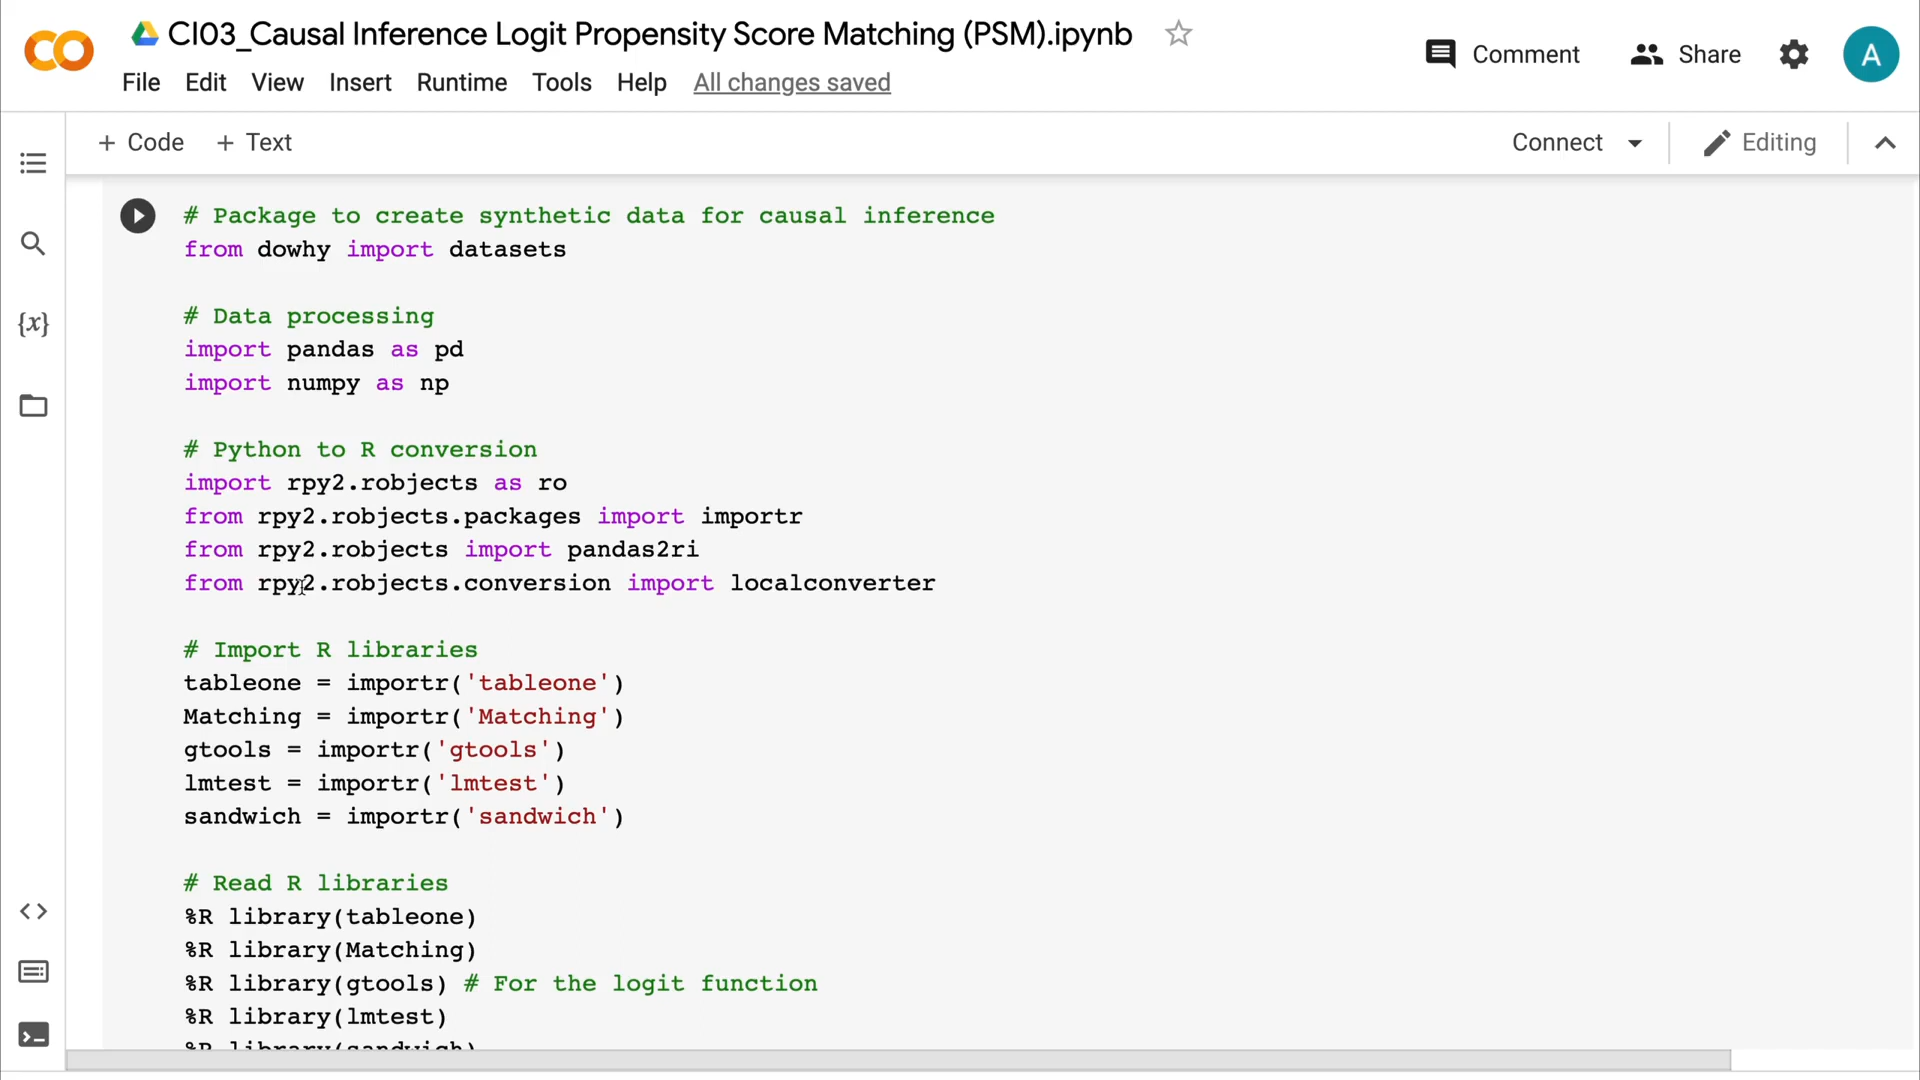 CI03_Causal Inference Logit Propensity Score Matching (PSM).ipynb
Comment
Share
A
File Edit View Insert Runtime Tools Help All changes saved
+ Code + Text
Connect
Editing
{x}
# Package to create synthetic data for causal inference
from dowhy import datasets
# Data processing
import pandas as pd
import numpy as np
# Python to R conversion
import rpy2.robjects as ro
from rpy2.robjects.packages import importr
from rpy2.robjects import pandas2ri
from rpy2.robjects.conversion import localconverter
# Import R libraries
tableone = importr('tableone')
Matching = importr('Matching')
gtools = importr('gtools')
lmtest = importr('lmtest')
sandwich = importr('sandwich')
# Read R libraries
%R library(tableone)
%R library(Matching)
%R library(gtools) # For the logit function
%R library(lmtest)
%R library(sandwich)